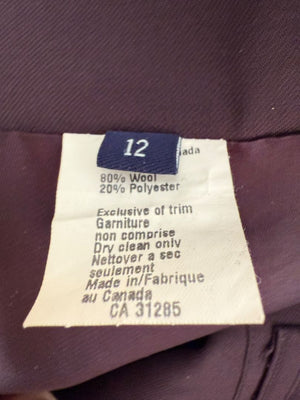 12
80% Wool
20% Polyester
Exclusive of trim
Garniture
non comprise
Dry clean only
Nettoyer a sec
seulement
Made in/Fabrique
au Canada
CA 31285